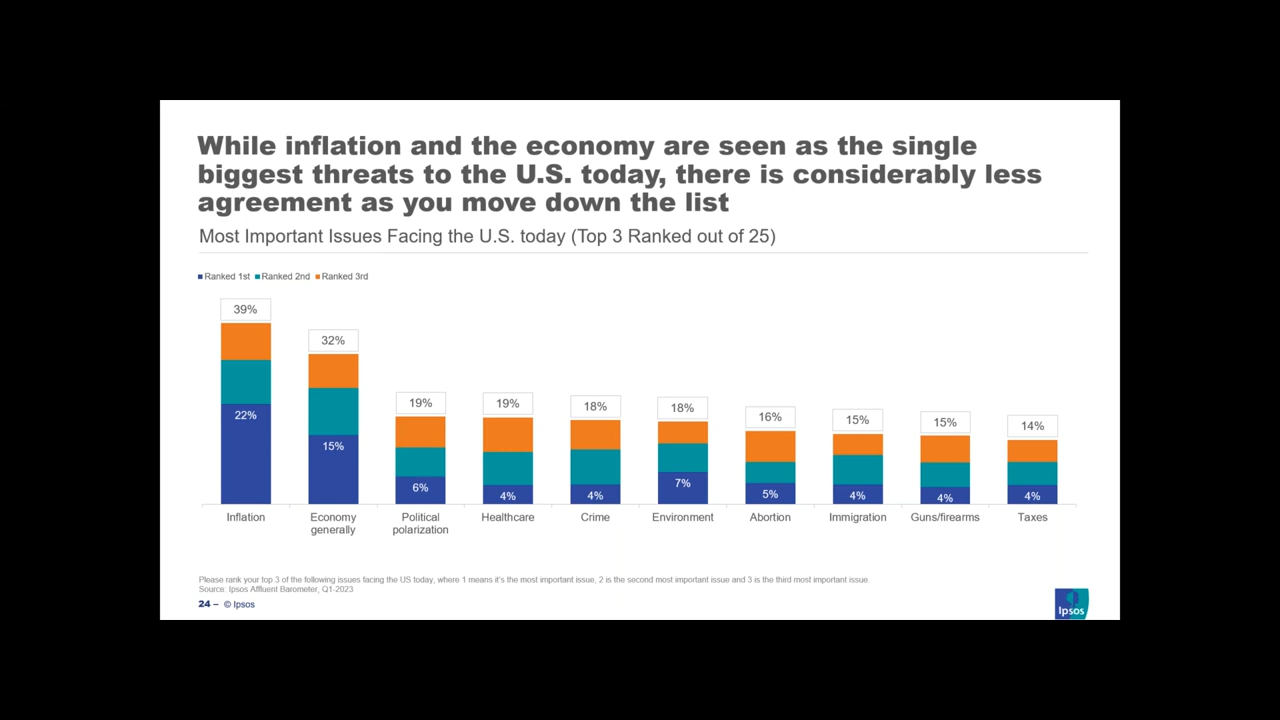 While inflation and the economy are seen as the single
biggest threats to the U.S. today, there is considerably less
agreement as you move down the list
Most Important Issues Facing the U.S. today (Top 3 Ranked out of 25)
Ranked 1st Ranked 2nd Ranked 3rd
39%
32%
19%
19%
18%
18%
16%
15%
15%
14%
22%
15%
6%
4%
4%
7%
5%
4%
4%
4%
Inflation
Economy
generally
Political
polarization
Healthcare
Crime
Environment
Abortion
Immigration
Guns/firearms
Taxes
Please rank your top 3 of the following issues facing the US today, where 1 means it's the most important issue, 2 is the second most important issue and 3 is the third most important issue
Source: Ipsos Affluent Barometer, Q1-2023
24 – © Ipsos
Ipsos